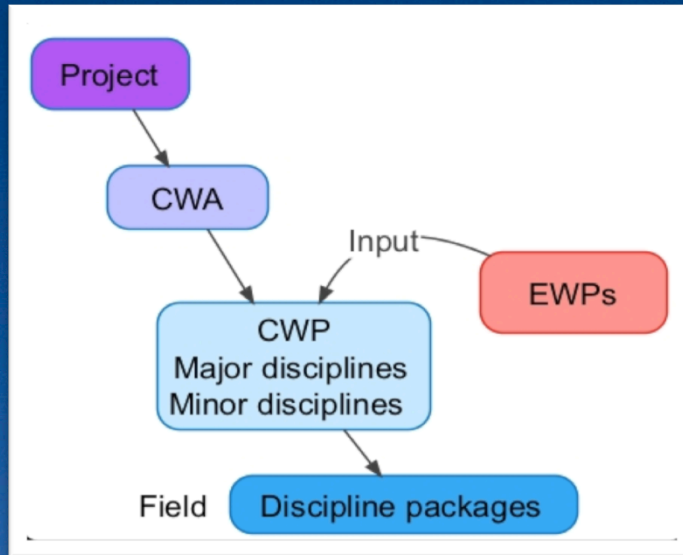 Project
CWA
Input
EWPs
CWP
Major disciplines
Minor disciplines
Field
Discipline packages